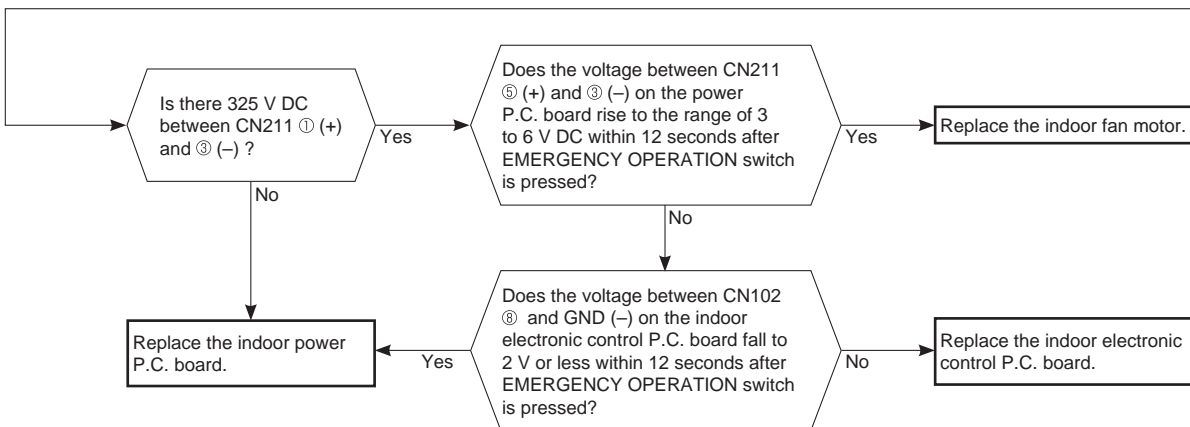 Is there 325 V DC
between CN211 ① (+)
and ③ (–) ?
Yes
No
Does the voltage between CN211
⑤ (+) and ③ (–) on the power
P.C. board rise to the range of 3
to 6 V DC within 12 seconds after
EMERGENCY OPERATION switch
is pressed?
Yes
No
Replace the indoor fan motor.
Does the voltage between CN102
⑧ and GND (–) on the indoor
electronic control P.C. board fall to
2 V or less within 12 seconds after
EMERGENCY OPERATION switch
is pressed?
Yes
No
Replace the indoor power
P.C. board.
Replace the indoor electronic
control P.C. board.